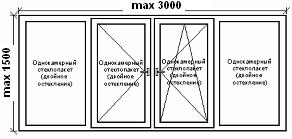 max 3000
max 1500
Однокамерный
стеклопакет
(двойное
остекление)
Однокамерный
стеклопакет
(двойное
остекление)
Однокамерный
стеклопакет
(двойное
остекление)
Однокамерный
стеклопакет
(двойное
остекление)